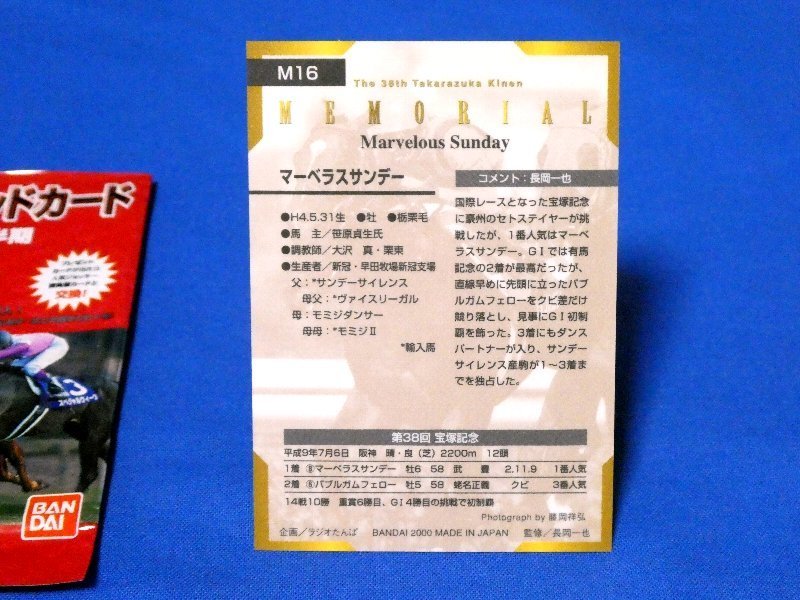 M16
The 38th Takarazuka Kinen
MEMORIAL
Marvelous Sunday
マーベラスサンデー
●H4.5.31生 ●牡 ●栃栗毛
●馬 主／笹原貞生氏
●調教師／大沢 真・栗東
●生産者／新冠・早田牧場新冠支場
父：*サンデーサイレンス
母父：*ヴァイスリーガル
母：モミジダンサー
母母：*モミジⅡ
*輸入馬
コメント：長岡一也
国際レースとなった宝塚記念
に豪州のセトステイヤーが挑
戦したが、1番人気はマーベ
ラスサンデー。GIでは有馬
記念の2着が最高だったが、
直線早めに先頭に立ったバブ
ルガムフェローをクビ差だけ
競り落とし、見事にGI初制
覇を飾った。3着にもダンス
パートナーが入り、サンデー
サイレンス産駒が1～3着ま
でを独占した。
第38回 宝塚記念
平成9年7月6日 阪神 晴・良（芝）2200m 12頭
1着 ⑧マーベラスサンデー 牡6 58 武 豊 2.11.9 1番人気
2着 ⑥バブルガムフェロー 牡5 58 蛯名正義 クビ 3番人気
14戦10勝 重賞6勝目、GI4勝目の挑戦で初制覇
Photograph by 藤岡祥弘
企画／ラジオたんぱ BANDAI 2000 MADE IN JAPAN 監修／長岡一也
ッドカード
期
交換!
3
スペシャルウィーク
BAN
DAI